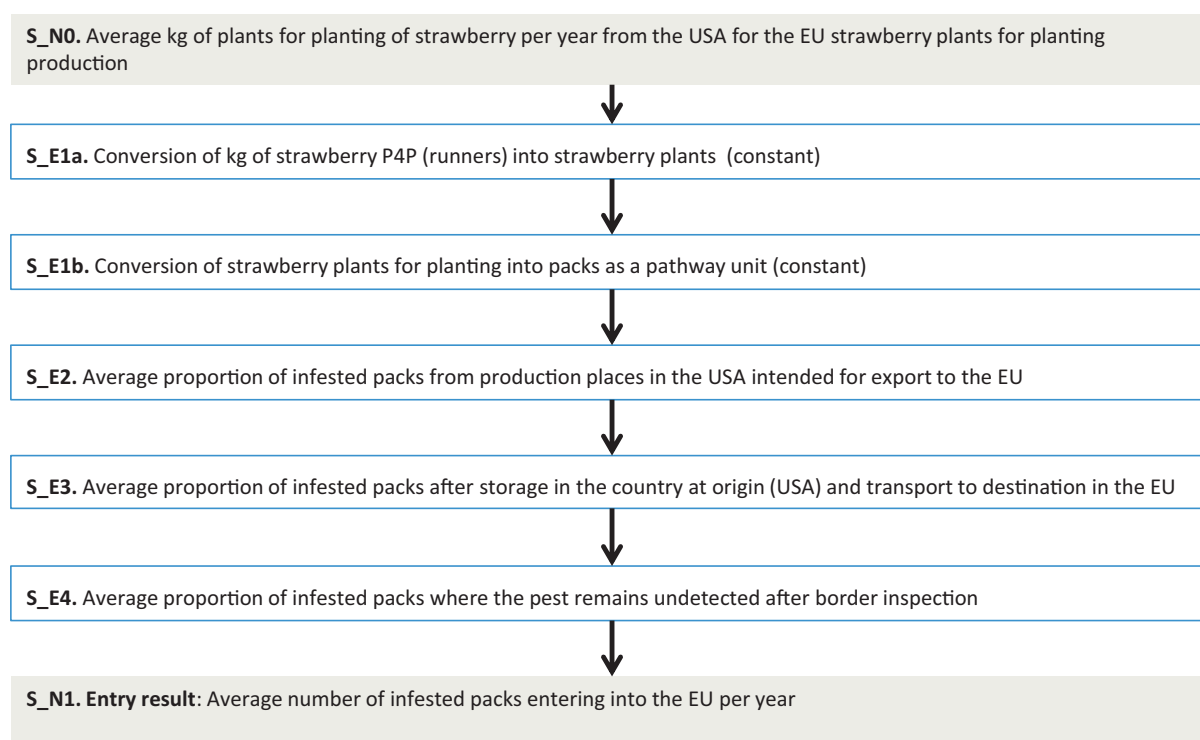 S_N0. Average kg of plants for planting of strawberry per year from the USA for the EU strawberry plants for planting
production
S_E1a. Conversion of kg of strawberry P4P (runners) into strawberry plants (constant)
S_E1b. Conversion of strawberry plants for planting into packs as a pathway unit (constant)
S_E2. Average proportion of infested packs from production places in the USA intended for export to the EU
S_E3. Average proportion of infested packs after storage in the country at origin (USA) and transport to destination in the EU
S_E4. Average proportion of infested packs where the pest remains undetected after border inspection
S_N1. Entry result: Average number of infested packs entering into the EU per year